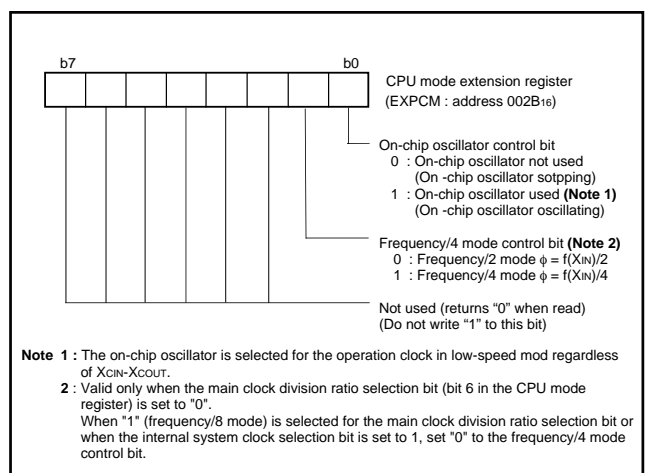 b7 b0
CPU mode extension register
(EXPCM : address 002B16)
On-chip oscillator control bit
0 : On-chip oscillator not used
(On -chip oscillator sotpping)
1 : On-chip oscillator used (Note 1)
(On -chip oscillator oscillating)
Frequency/4 mode control bit (Note 2)
0 : Frequency/2 mode φ = f(XIN)/2
1 : Frequency/4 mode φ = f(XIN)/4
Not used (returns “0” when read)
(Do not write “1” to this bit)
Note 1 : The on-chip oscillator is selected for the operation clock in low-speed mod regardless
of XCIN-XCOUT.
2 : Valid only when the main clock division ratio selection bit (bit 6 in the CPU mode
register) is set to "0".
When "1" (frequency/8 mode) is selected for the main clock division ratio selection bit or
when the internal system clock selection bit is set to 1, set "0" to the frequency/4 mode
control bit.